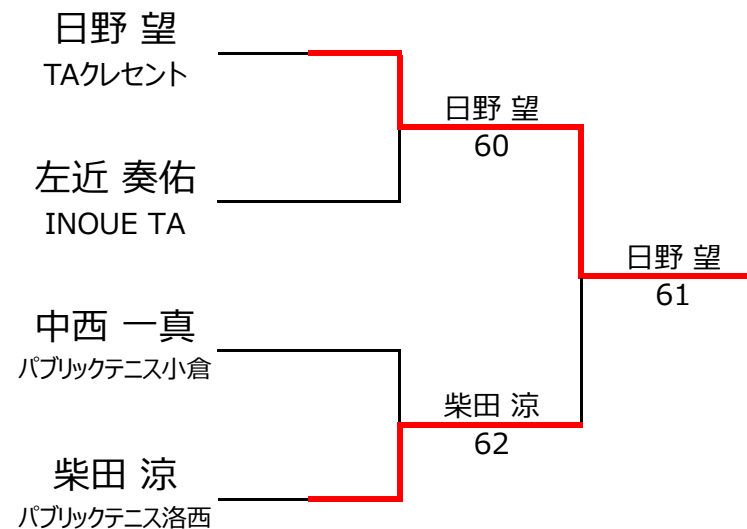 日野 望
TAクレセント
日野 望
60
左近 奏佑
INOUE TA
日野 望
61
中西 一真
パブリックテニス小倉
柴田 涼
62
柴田 涼
パブリックテニス洛西